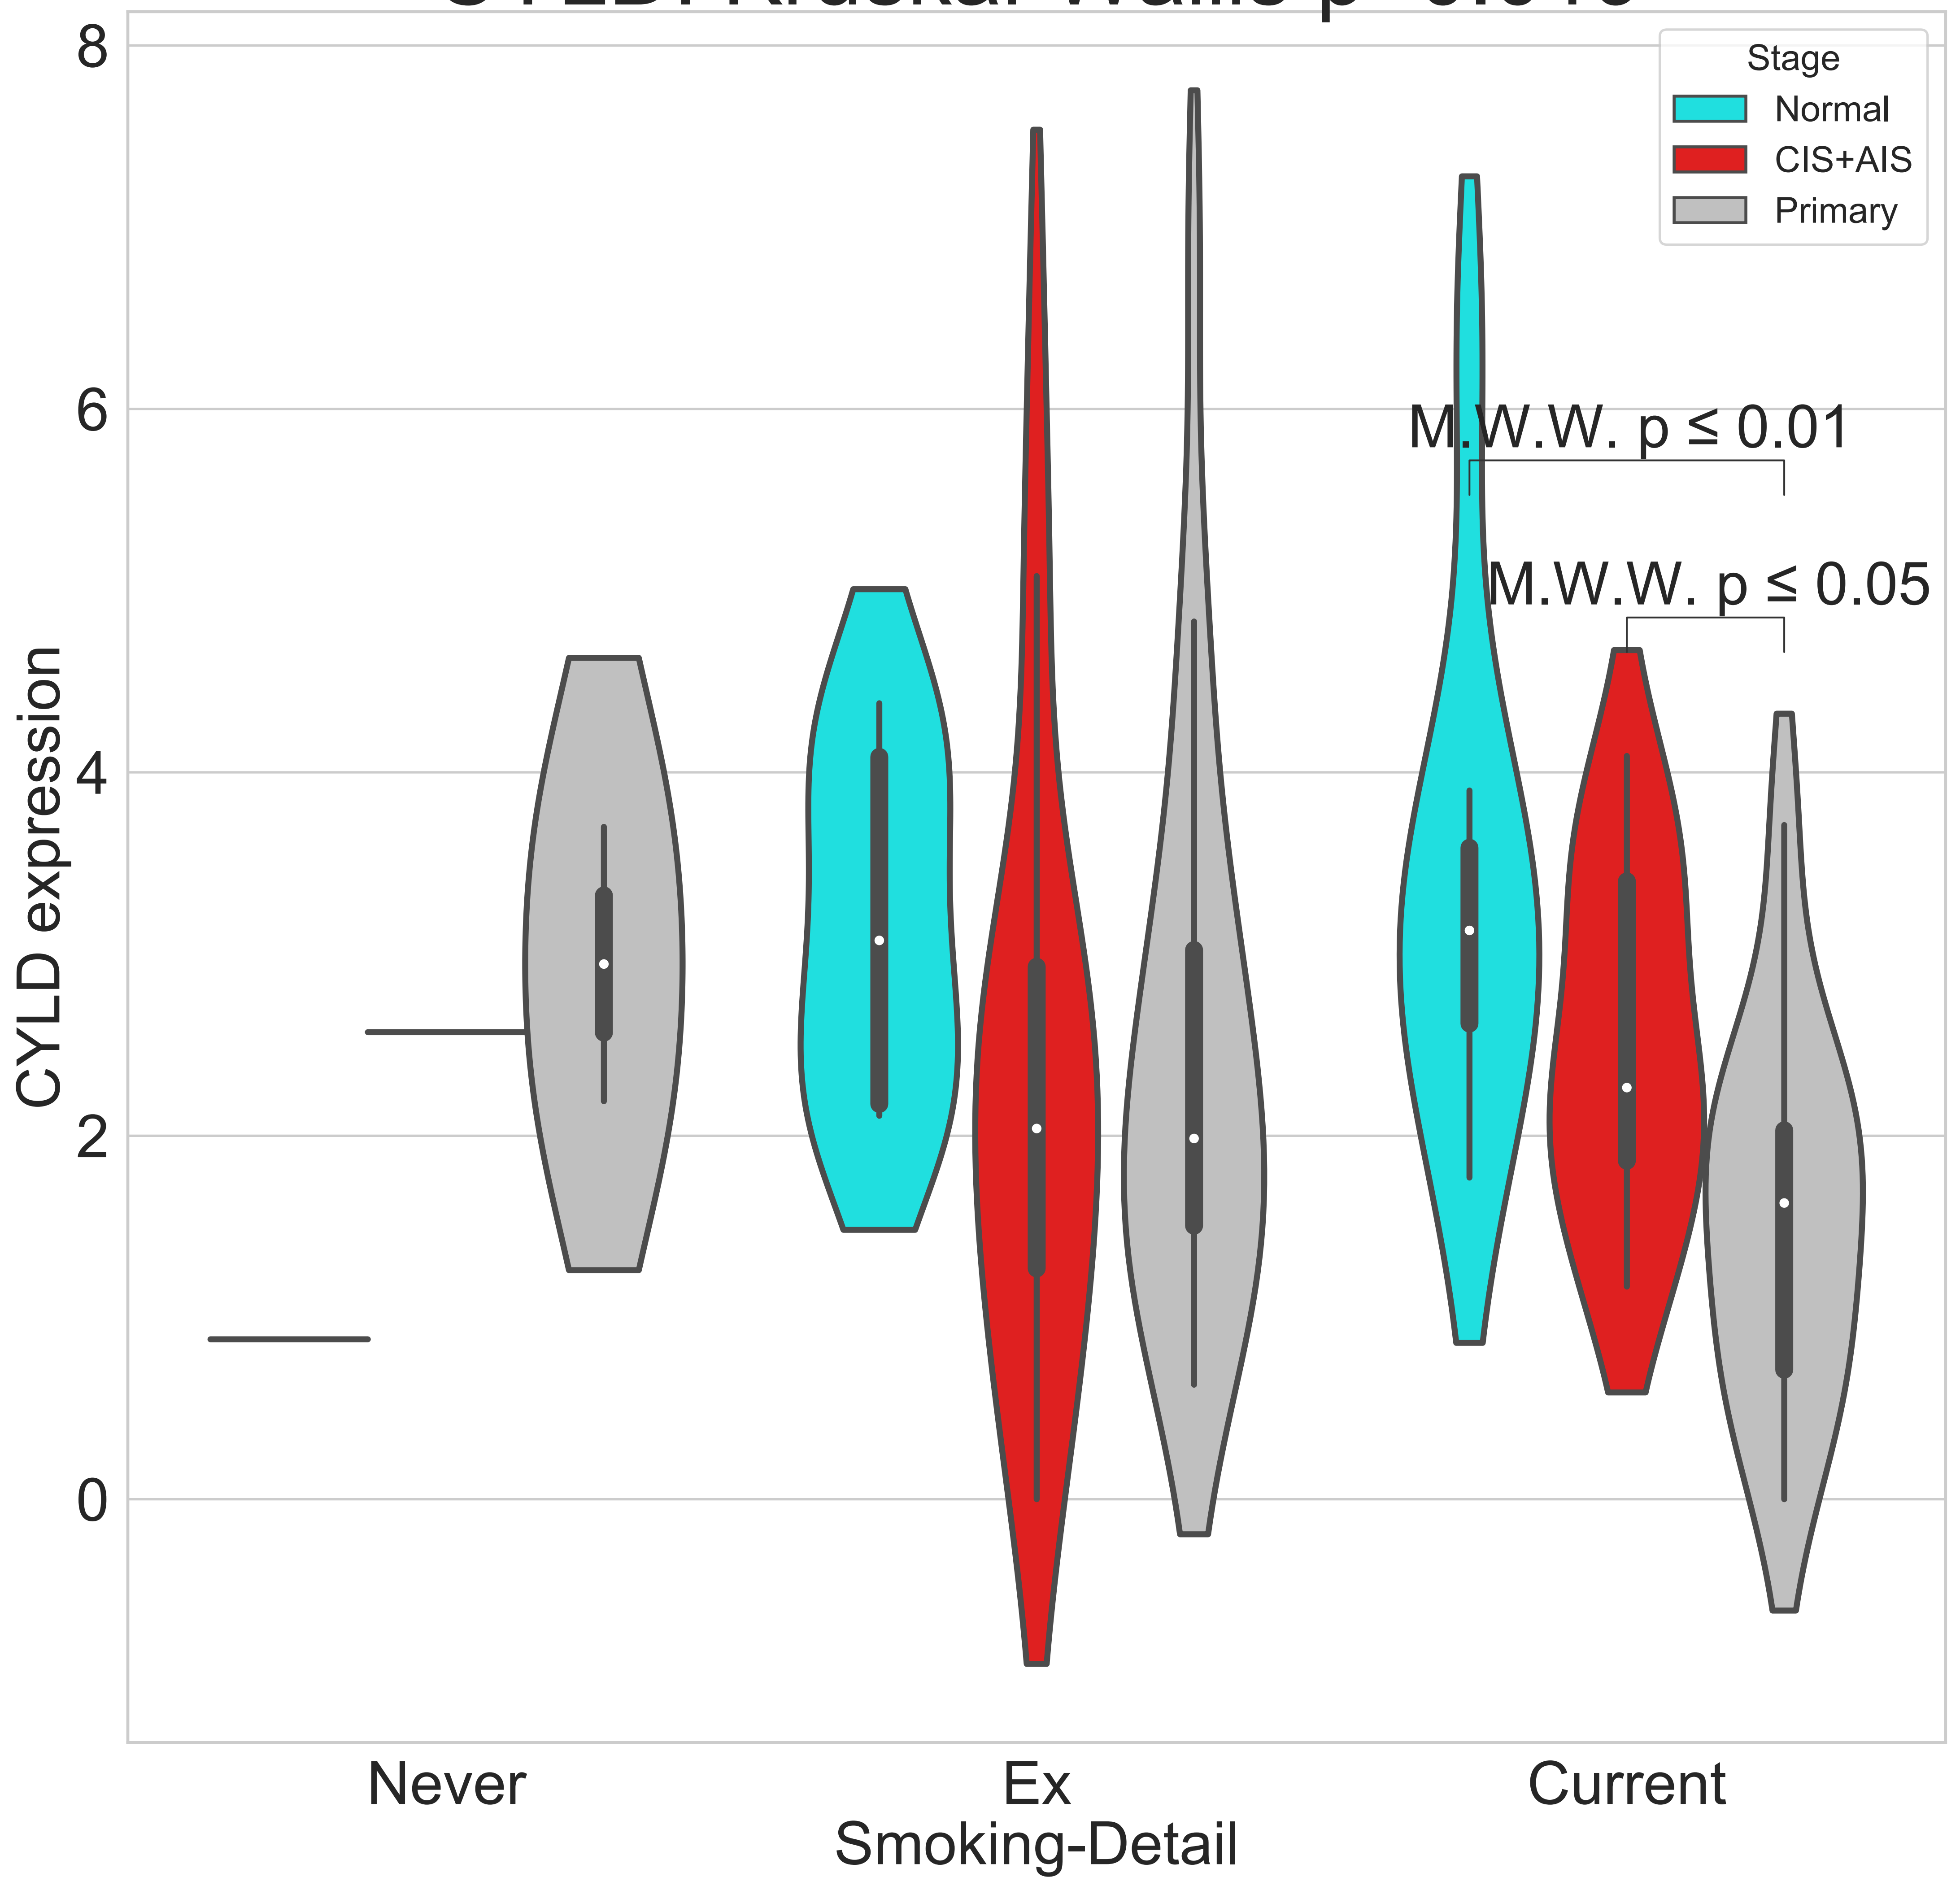 8
6
4
2
0
CYLD expression
Stage
Normal
CIS+AIS
Primary
M.W.W. p ≤ 0.01
M.W.W. p ≤ 0.05
Never
Ex
Current
Smoking-Detail